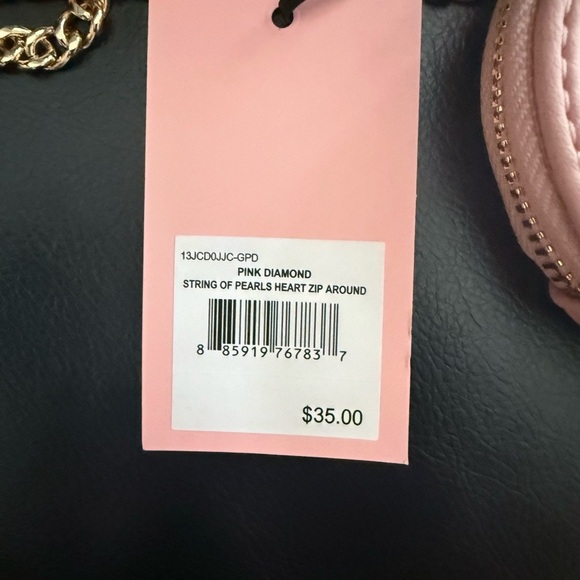 13JCD0JJC-GPD
PINK DIAMOND
STRING OF PEARLS HEART ZIP AROUND
8 85919 76783 7
$35.00